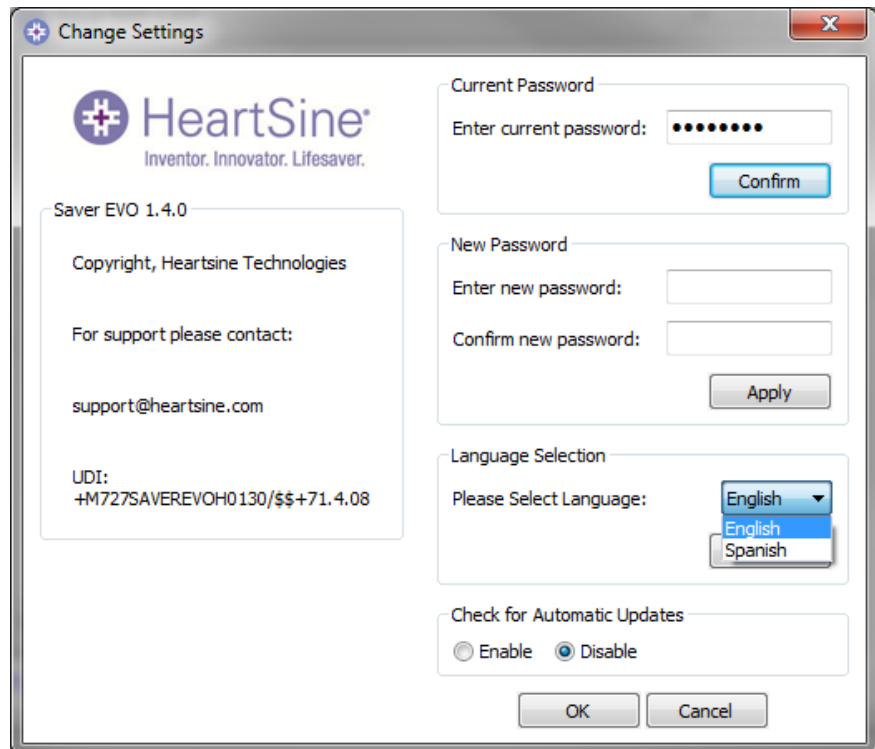 Change Settings
HeartSine®
Inventor. Innovator. Lifesaver.
Saver EVO 1.4.0
Copyright, Heartsine Technologies
For support please contact:
support@heartsine.com
UDI:
+M727SAVEREVOH0130/$$+71.4.08
Current Password
Enter current password: ••••••••
Confirm
New Password
Enter new password:
Confirm new password:
Apply
Language Selection
Please Select Language: English
English
Spanish
Check for Automatic Updates
Enable Disable
OK Cancel